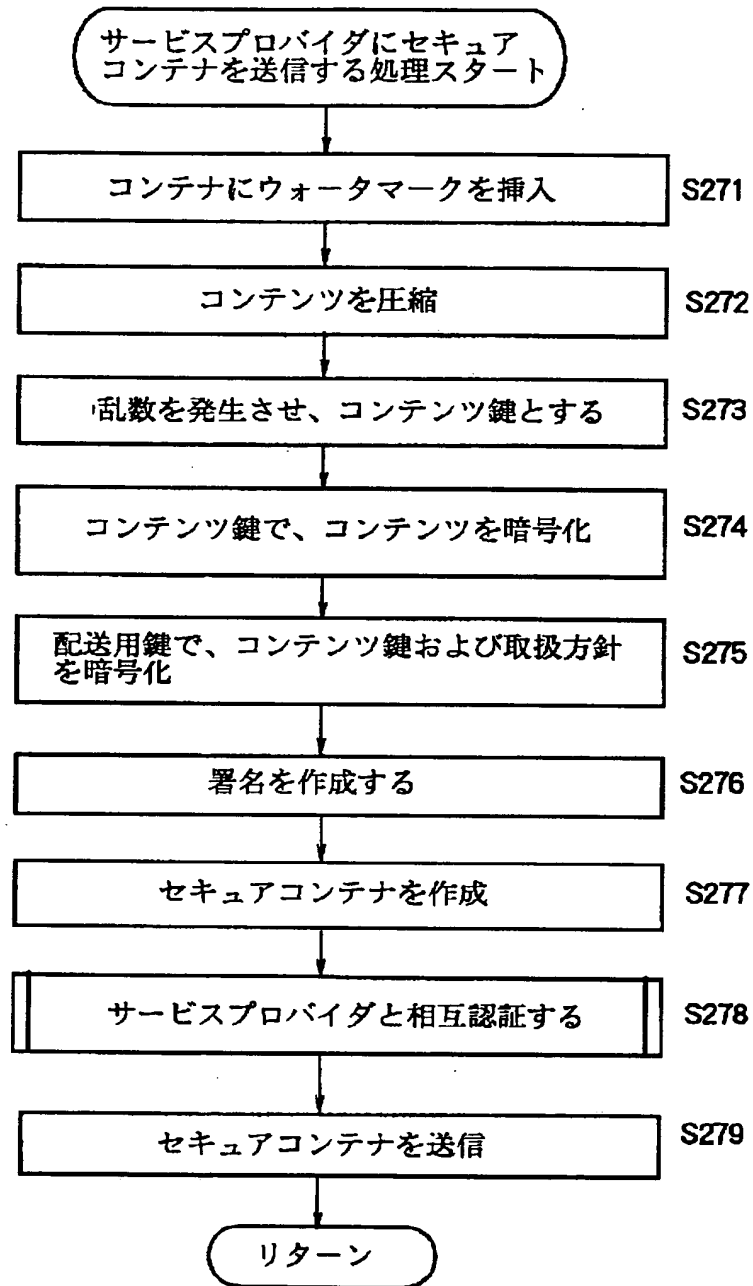 サービスプロバイダにセキュア
コンテナを送信する処理スタート
コンテナにウォータマークを挿入
S271
コンテンツを圧縮
S272
乱数を発生させ、コンテンツ鍵とする
S273
コンテンツ鍵で、コンテンツを暗号化
S274
配送用鍵で、コンテンツ鍵および取扱方針
を暗号化
S275
署名を作成する
S276
セキュアコンテナを作成
S277
サービスプロバイダと相互認証する
S278
セキュアコンテナを送信
S279
リターン